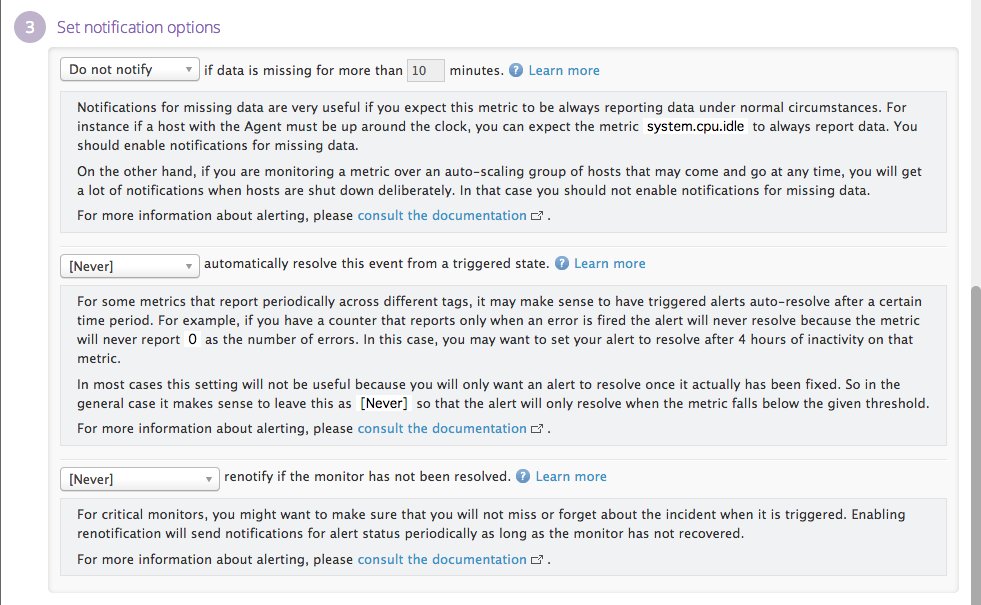 3 Set notification options
Do not notify if data is missing for more than 10 minutes. ? Learn more
Notifications for missing data are very useful if you expect this metric to be always reporting data under normal circumstances. For
instance if a host with the Agent must be up around the clock, you can expect the metric system.cpu.idle to always report data. You
should enable notifications for missing data.
On the other hand, if you are monitoring a metric over an auto-scaling group of hosts that may come and go at any time, you will get
a lot of notifications when hosts are shut down deliberately. In that case you should not enable notifications for missing data.
For more information about alerting, please consult the documentation .
[Never] automatically resolve this event from a triggered state. ? Learn more
For some metrics that report periodically across different tags, it may make sense to have triggered alerts auto-resolve after a certain
time period. For example, if you have a counter that reports only when an error is fired the alert will never resolve because the metric
will never report 0 as the number of errors. In this case, you may want to set your alert to resolve after 4 hours of inactivity on that
metric.
In most cases this setting will not be useful because you will only want an alert to resolve once it actually has been fixed. So in the
general case it makes sense to leave this as [Never] so that the alert will only resolve when the metric falls below the given threshold.
For more information about alerting, please consult the documentation .
[Never] renotify if the monitor has not been resolved. ? Learn more
For critical monitors, you might want to make sure that you will not miss or forget about the incident when it is triggered. Enabling
renotification will send notifications for alert status periodically as long as the monitor has not recovered.
For more information about alerting, please consult the documentation .